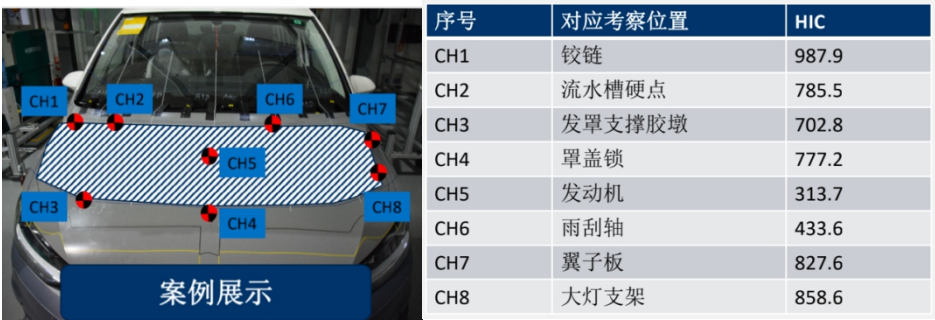 CH1
CH2
CH6
CH7
CH5
CH3
CH4
CH8
案例展示
序号 对应考察位置 HIC
CH1 铰链 987.9
CH2 流水槽硬点 785.5
CH3 发罩支撑胶墩 702.8
CH4 罩盖锁 777.2
CH5 发动机 313.7
CH6 雨刮轴 433.6
CH7 翼子板 827.6
CH8 大灯支架 858.6